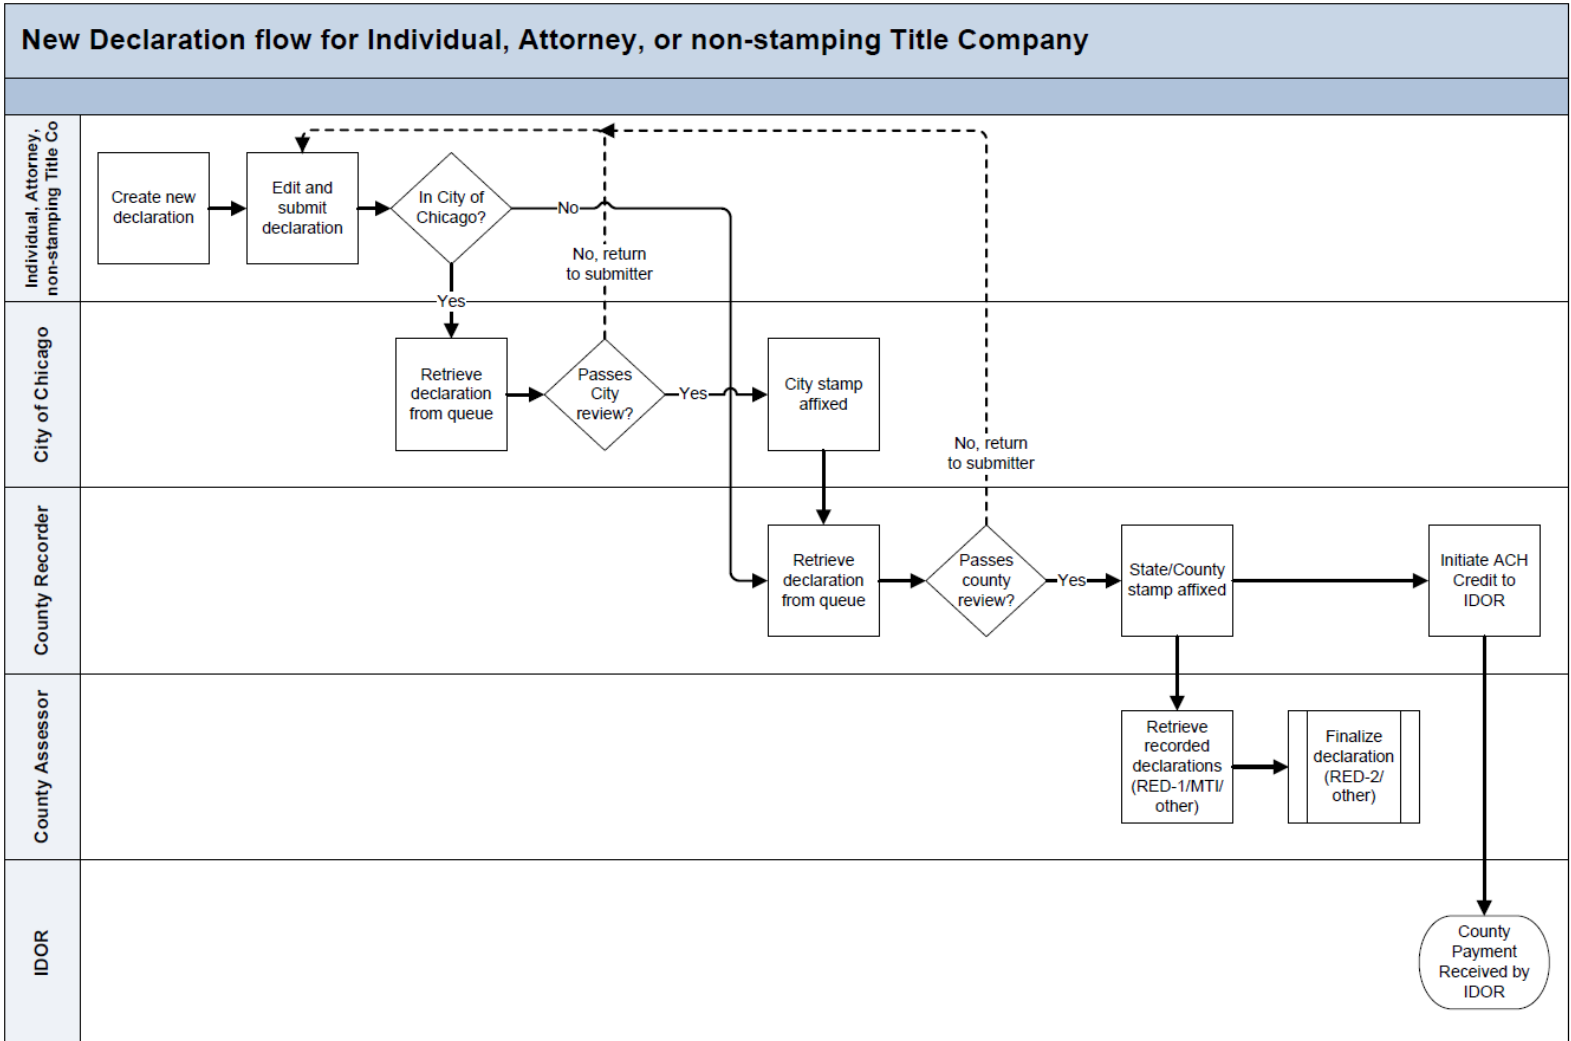 New Declaration flow for Individual, Attorney, or non-stamping Title Company
Individual, Attorney,
non-stamping Title Co
Create new
declaration
Edit and
submit
declaration
In City of
Chicago?
No
No, return
to submitter
Yes
City of Chicago
Retrieve
declaration
from queue
Passes
City
review?
Yes
City stamp
affixed
No, return
to submitter
County Recorder
Retrieve
declaration
from queue
Passes
county
review?
Yes
State/County
stamp affixed
Initiate ACH
Credit to
IDOR
County Assessor
Retrieve
recorded
declarations
(RED-1/MTI/
other)
Finalize
declaration
(RED-2/
other)
IDOR
County
Payment
Received by
IDOR